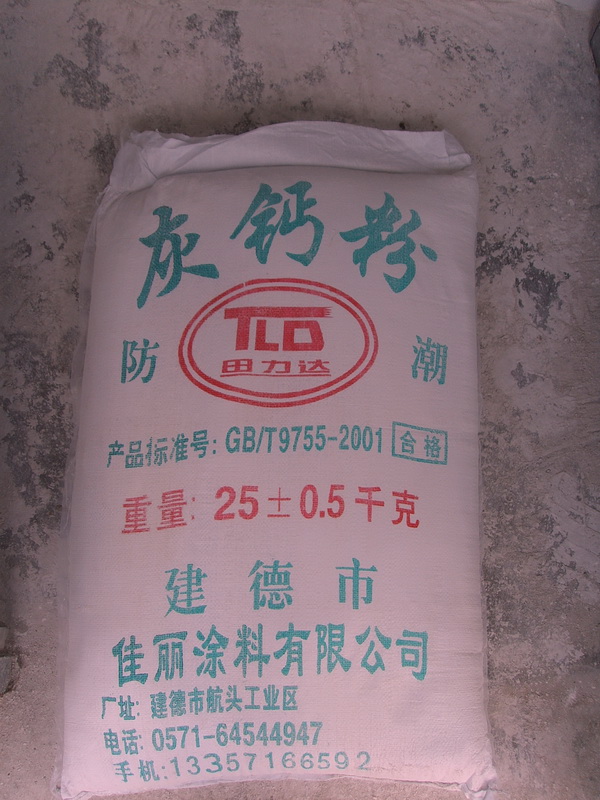 灰钙粉
TLD
田力达
防潮
产品标准号: GB/T9755-2001 合格
重量: 25±0.5千克
建德市
佳丽涂料有限公司
厂址: 建德市航头工业区
电话: 0571-64544947
手机:13357166592